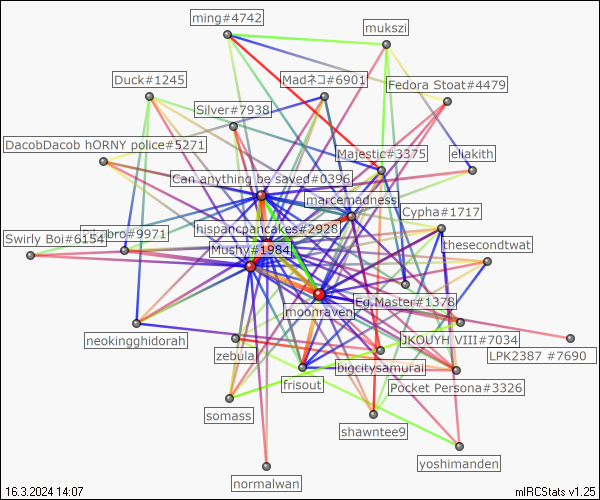 ming#4742
mukszi
Duck#1245
Madネコ#6901
Fedora Stoat#4479
Silver#7938
DacobDacob hORNY police#5271
Majestic#3375
eliakith
Can anything be saved#0396
marcemadness
Cypha#1717
hispancpancakes#2928
Swirly Boi#6154
#9971
Mushy#1984
thesecondtwat
moonraven
Eg.Master#1378
neokingghidorah
JKOUYH VIII#7034
zebula
LPK2387 #7690
bigcitysamurai
frisout
Pocket Persona#3326
somass
shawntee9
yoshimanden
normalwan
16.3.2024 14:07
mIRCStats v1.25